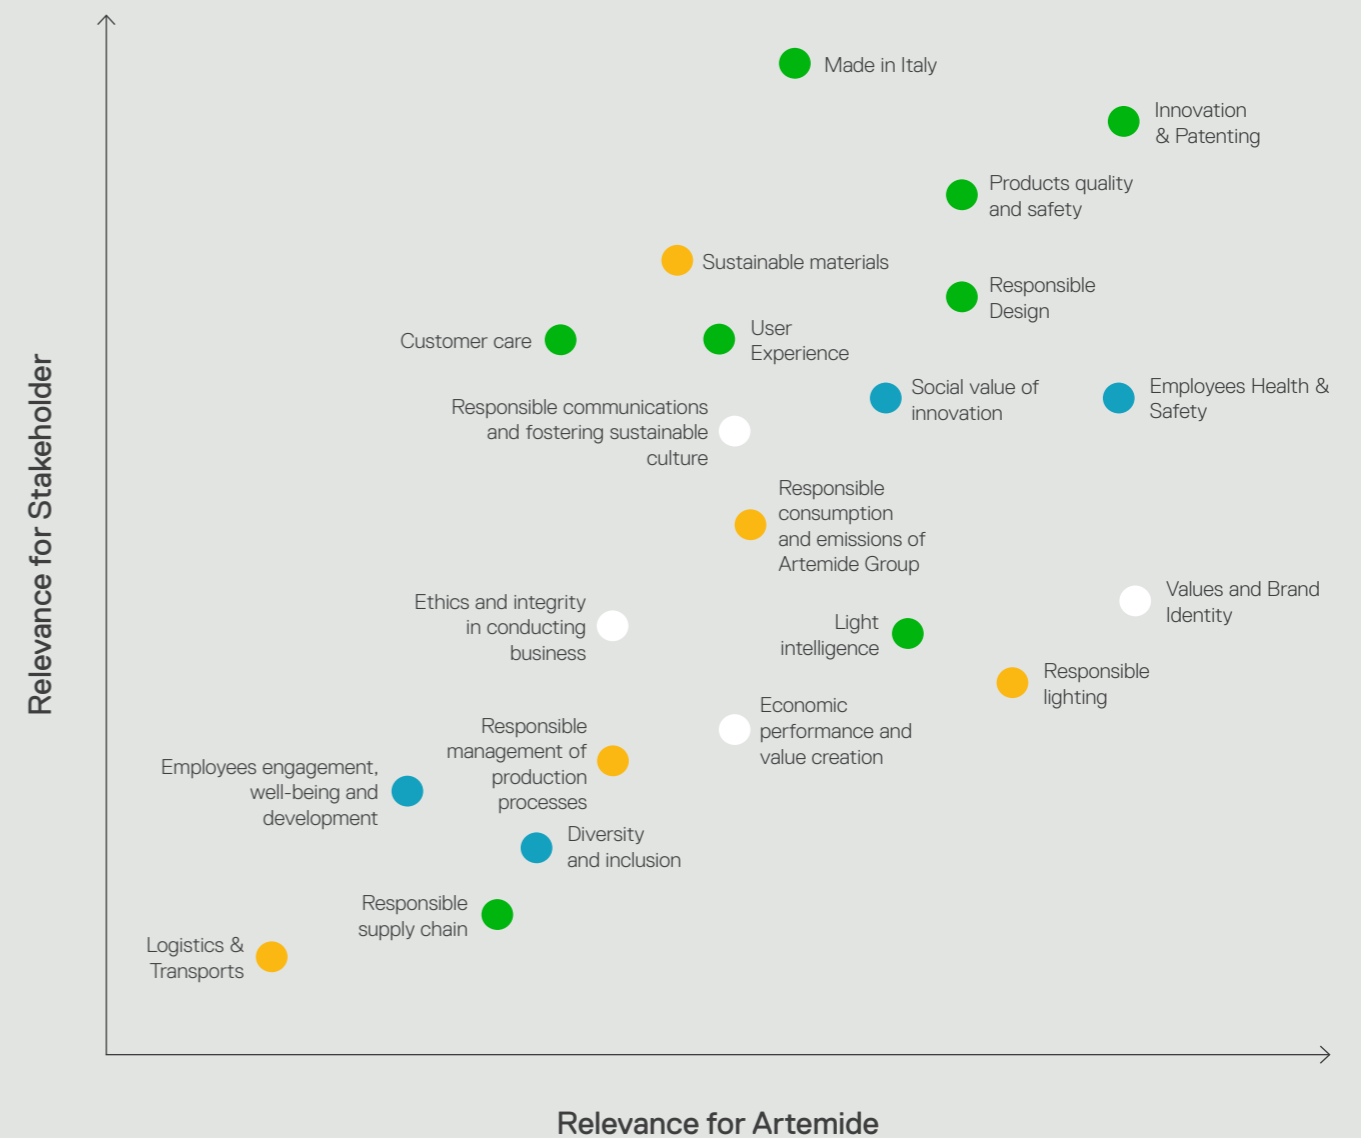 Made in Italy
Innovation
& Patenting
Products quality
and safety
Sustainable materials
Responsible
Design
Customer care
User
Experience
Social value of
innovation
Employees Health &
Safety
Responsible communications
and fostering sustainable
culture
Responsible
consumption
and emissions of
Artemide Group
Values and Brand
Identity
Ethics and integrity
in conducting
business
Light
intelligence
Responsible
lighting
Economic
performance and
value creation
Responsible
management of
production
processes
Employees engagement,
well-being and
development
Diversity
and inclusion
Responsible
supply chain
Logistics &
Transports
Relevance for Stakeholder
Relevance for Artemide